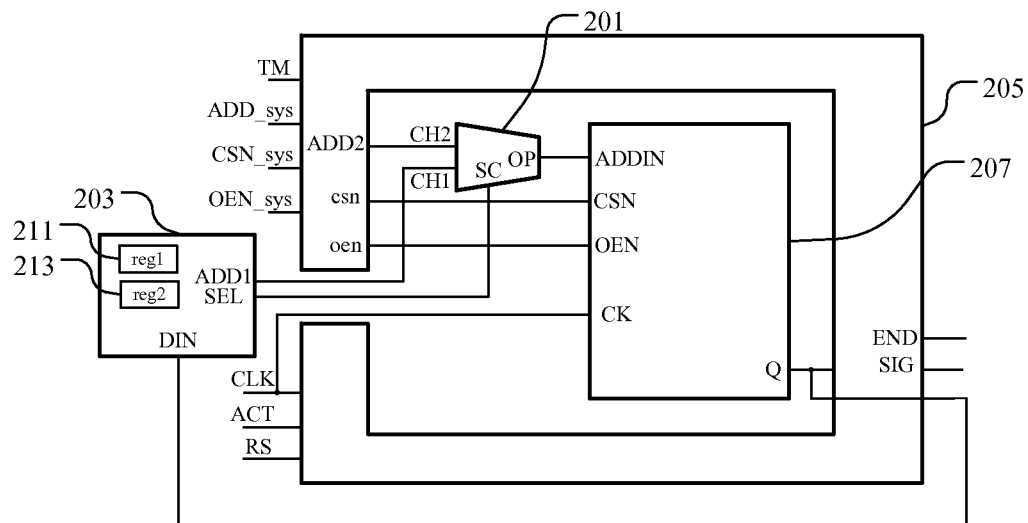 201
TM
205
ADD_sys
ADD2
CH2
OP
ADDIN
CSN_sys
CH1
SC
207
203
OEN_sys
csn
CSN
211
reg1
oen
OEN
213
reg2
ADD1
SEL
CK
DIN
END
CLK
Q
SIG
ACT
RS